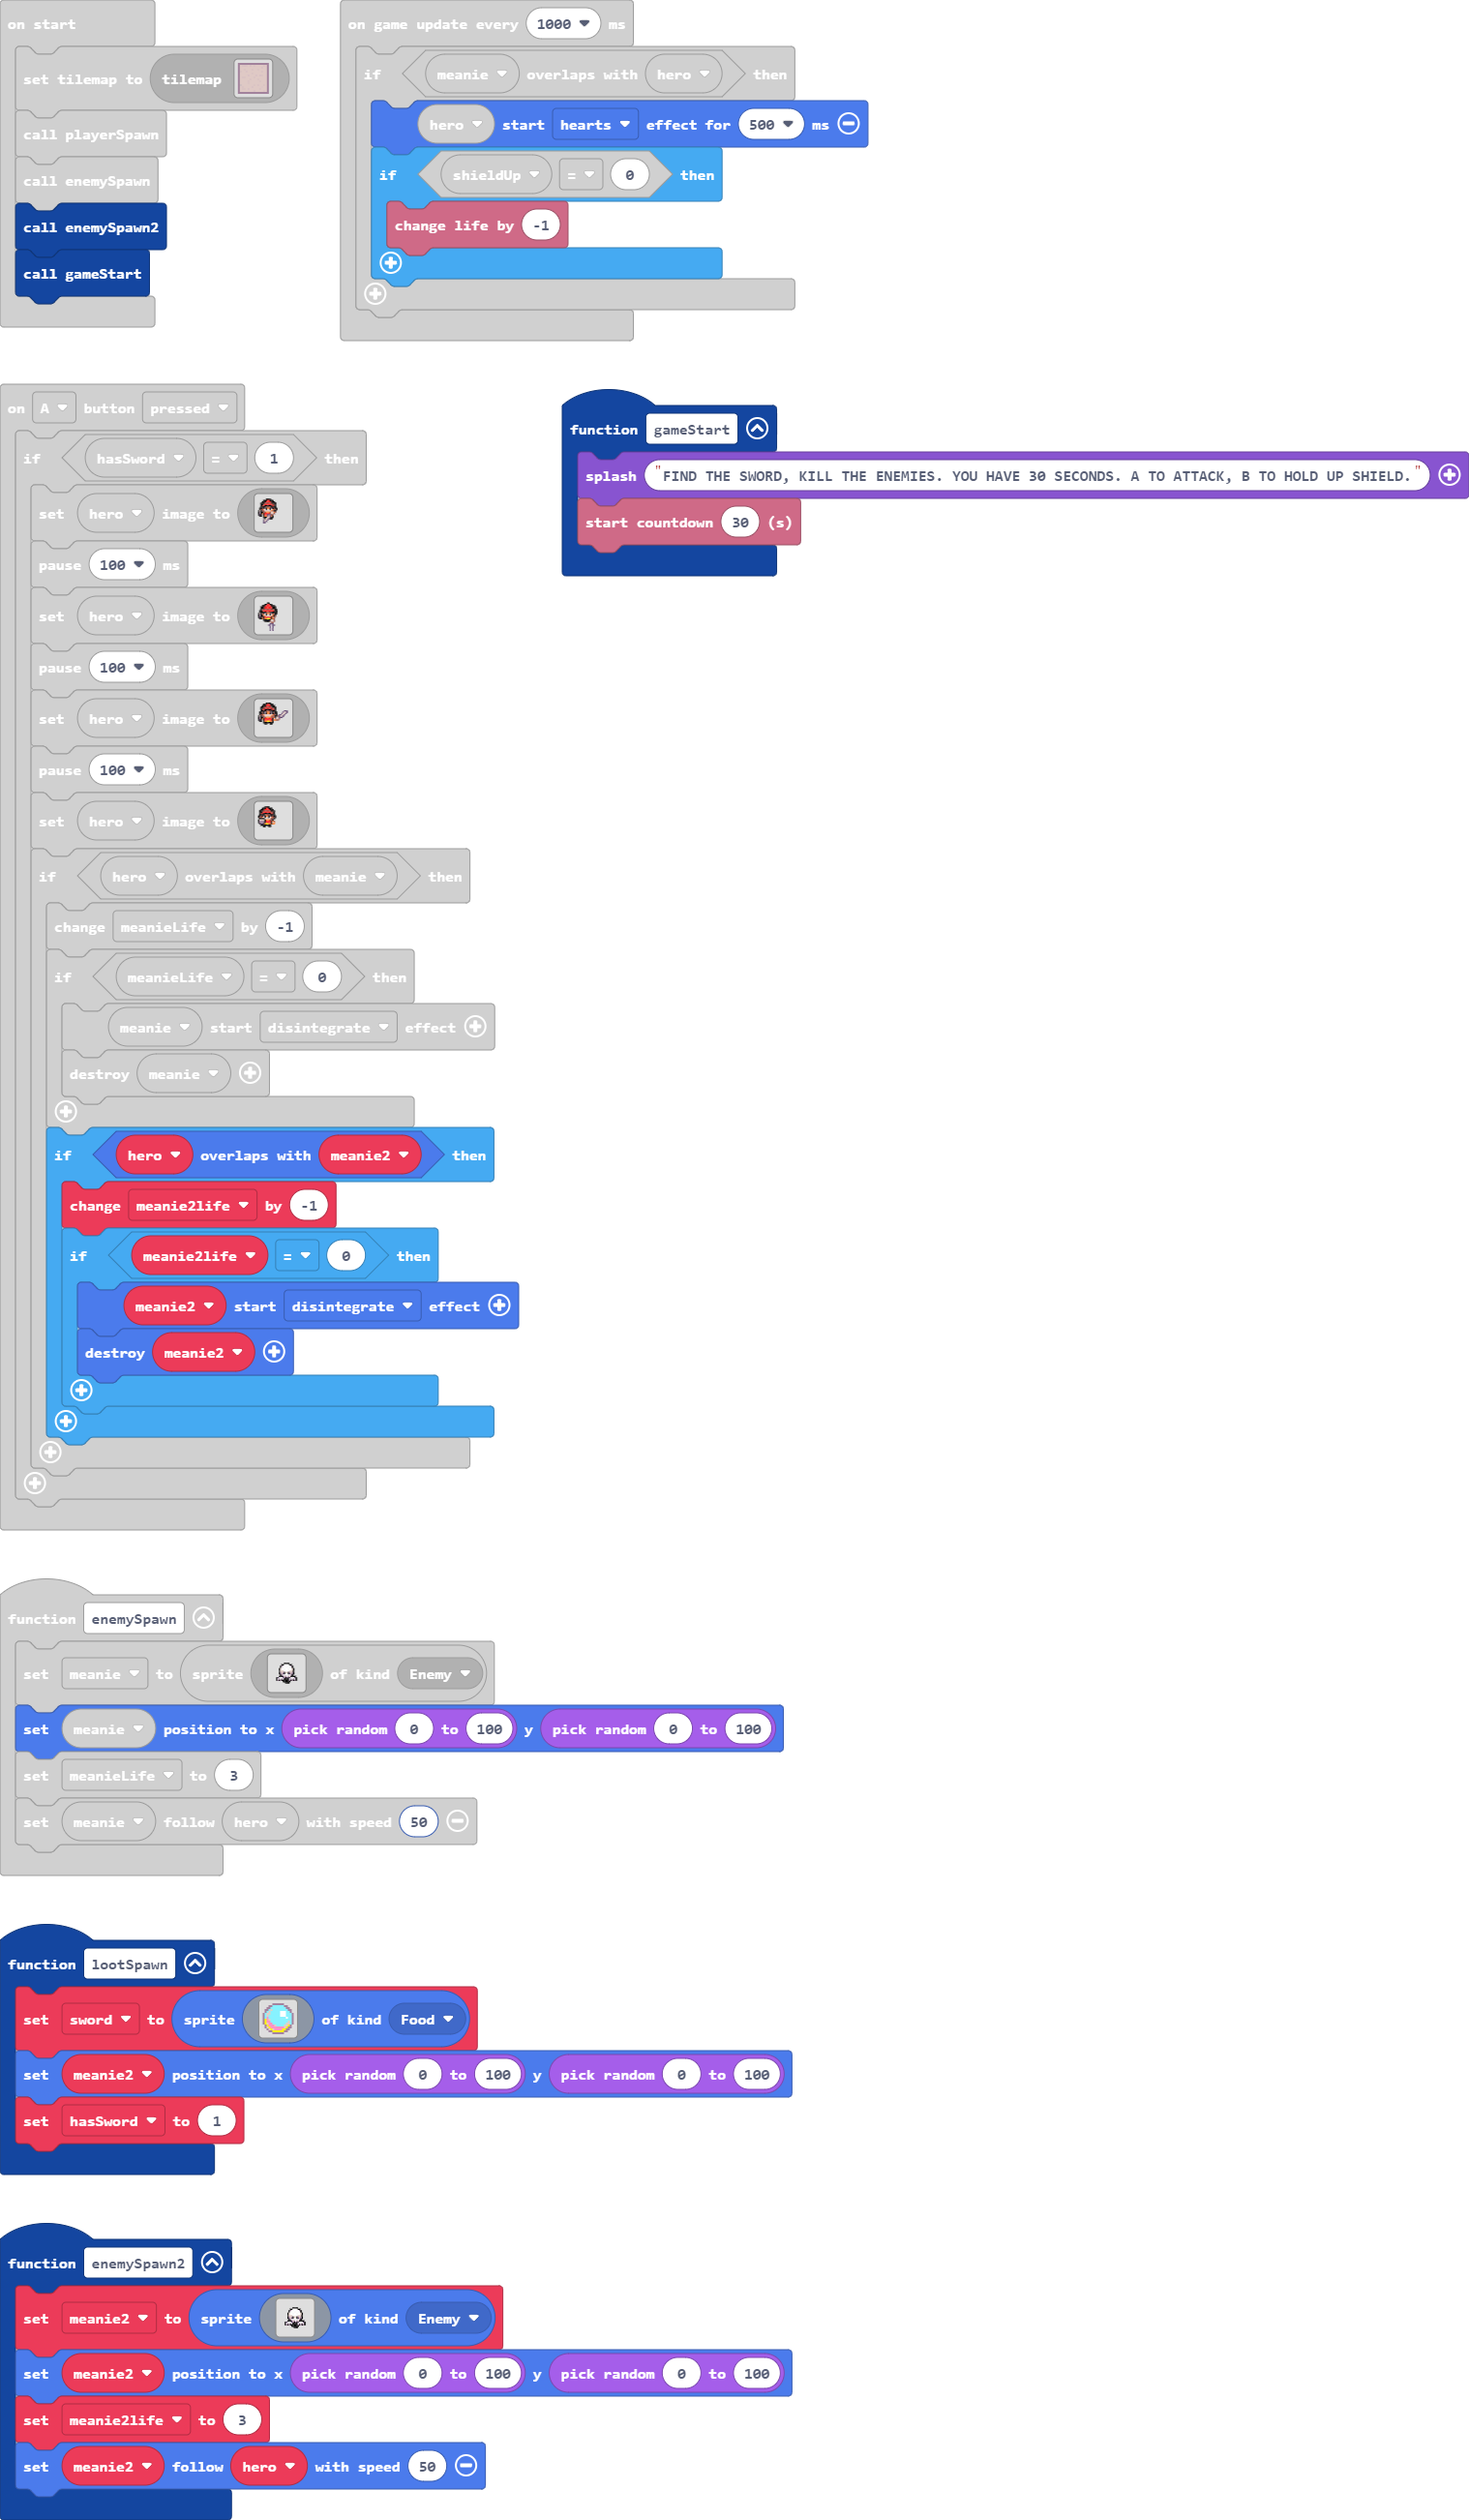 on start
set tilemap to tilemap
call playerSpawn
call enemySpawn
call enemySpawn2
call gameStart
on game update every 1000 ms
if meanie overlaps with hero then
hero start hearts effect for 500 ms
if shieldUp = 0 then
change life by -1
on A button pressed
if hasSword = 1 then
set hero image to
pause 100 ms
set hero image to
pause 100 ms
set hero image to
pause 100 ms
set hero image to
if hero overlaps with meanie then
change meanieLife by -1
if meanieLife = 0 then
meanie start disintegrate effect
destroy meanie
if hero overlaps with meanie2 then
change meanie2life by -1
if meanie2life = 0 then
meanie2 start disintegrate effect
destroy meanie2
function gameStart
splash "FIND THE SWORD, KILL THE ENEMIES. YOU HAVE 30 SECONDS. A TO ATTACK, B TO HOLD UP SHIELD."
start countdown 30 (s)
function enemySpawn
set meanie to sprite of kind Enemy
set meanie position to x pick random 0 to 100 y pick random 0 to 100
set meanieLife to 3
set meanie follow hero with speed 50
function lootSpawn
set sword to sprite of kind Food
set meanie2 position to x pick random 0 to 100 y pick random 0 to 100
set hasSword to 1
function enemySpawn2
set meanie2 to sprite of kind Enemy
set meanie2 position to x pick random 0 to 100 y pick random 0 to 100
set meanie2life to 3
set meanie2 follow hero with speed 50